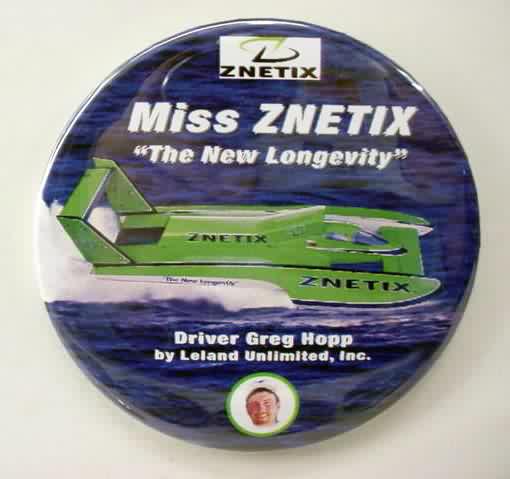 ZNETIX
Miss ZNETIX
"The New Longevity"
ZNETIX
"The New Longevity"
ZNETIX
Driver Greg Hopp
by Leland Unlimited, Inc.